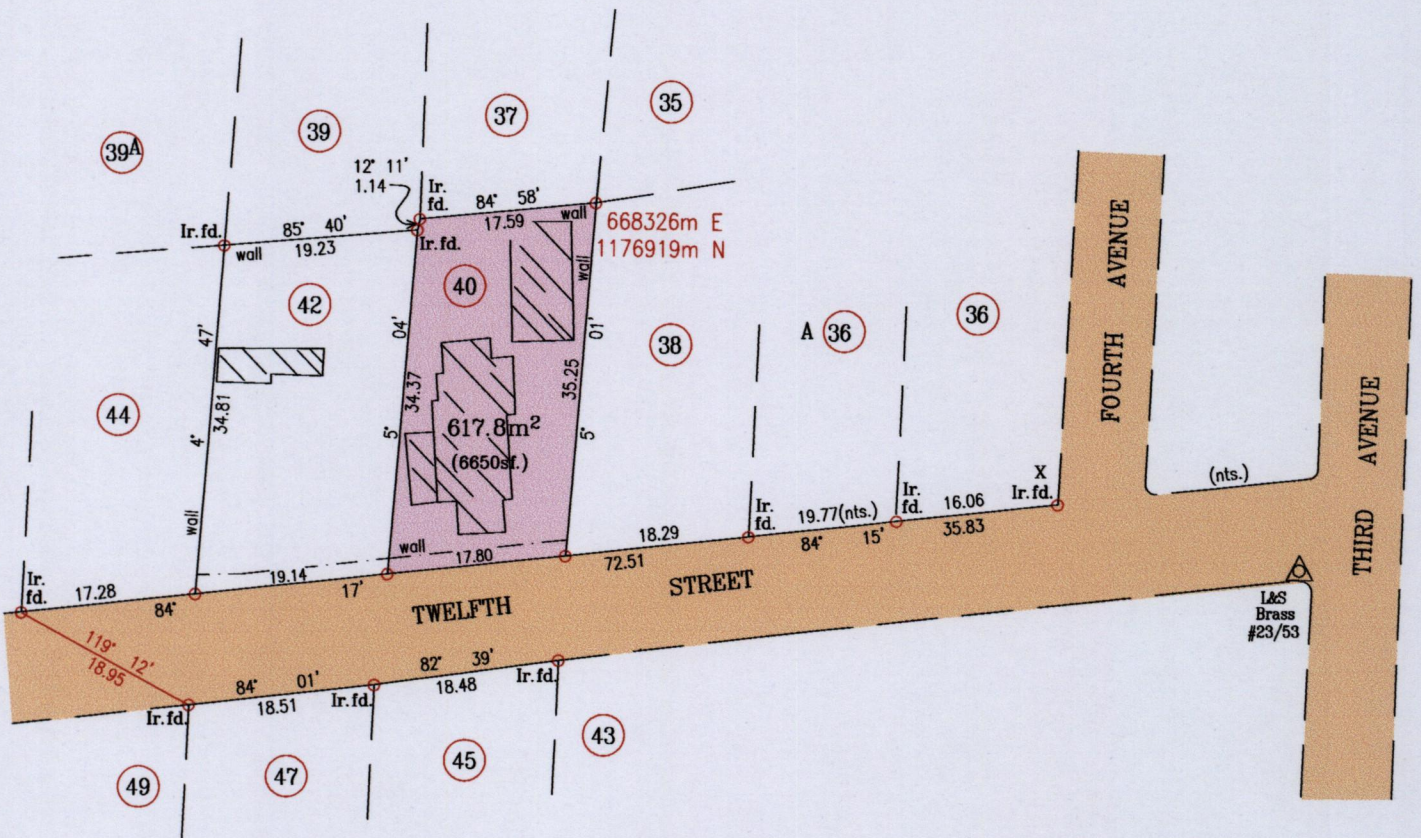 39A
39
37
35
12° 11'
1.14
Ir.
fd.
84° 58'
17.59
wall
668326m E
1176919m N
Ir. fd.
85° 40'
19.23
wall
Ir. fd.
40
42
wall
47'
34.81
4°
wall
04'
34.37
5°
01'
35.25
5°
38
A 36
36
44
617.8m²
(6650sf.)
FOURTH AVENUE
THIRD AVENUE
X
Ir. fd.
(nts.)
Ir.
fd.
19.77(nts.)
Ir.
fd.
16.06
84° 15'
35.83
18.29
72.51
wall
17.80
19.14
17'
Ir.
fd.
17.28
84°
TWELFTH STREET
L&S
Brass
#23/53
119° 12'
18.95
84° 01'
18.51
Ir. fd.
82° 39'
18.48
Ir. fd.
Ir. fd.
49
47
45
43